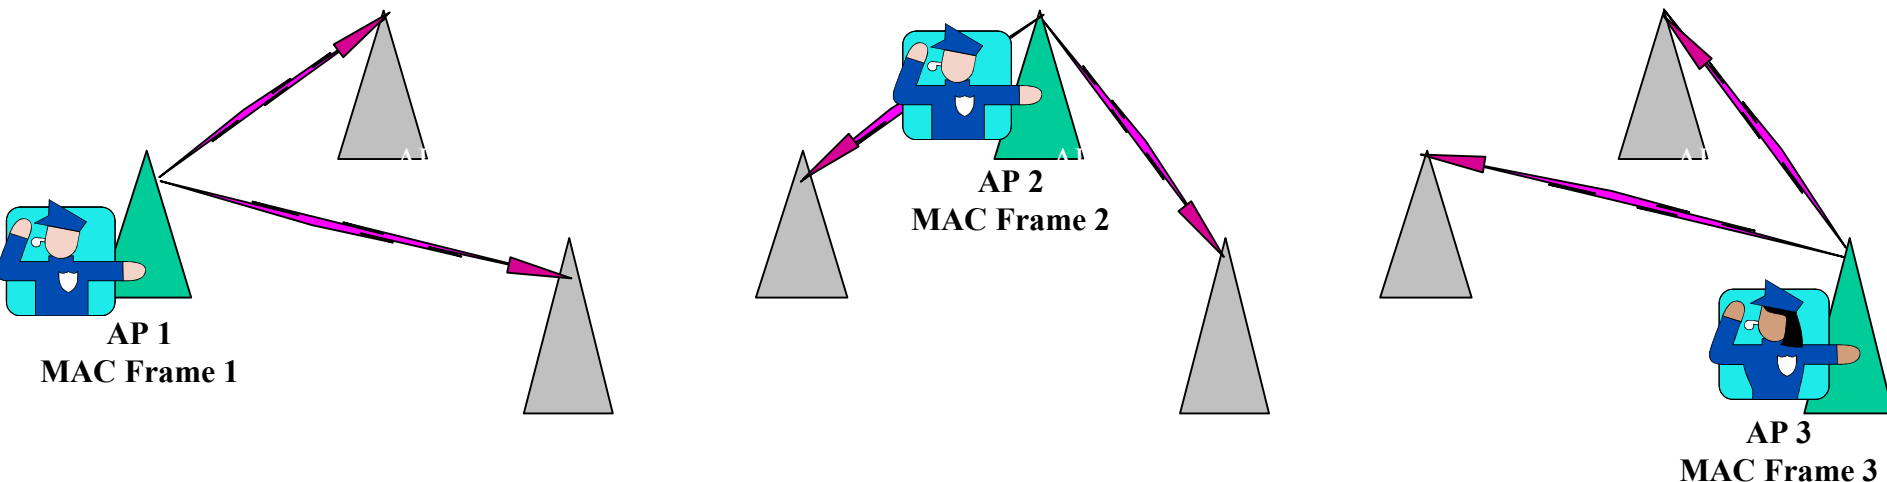 AP 1
MAC Frame 1
AP 2
MAC Frame 2
AP 3
MAC Frame 3